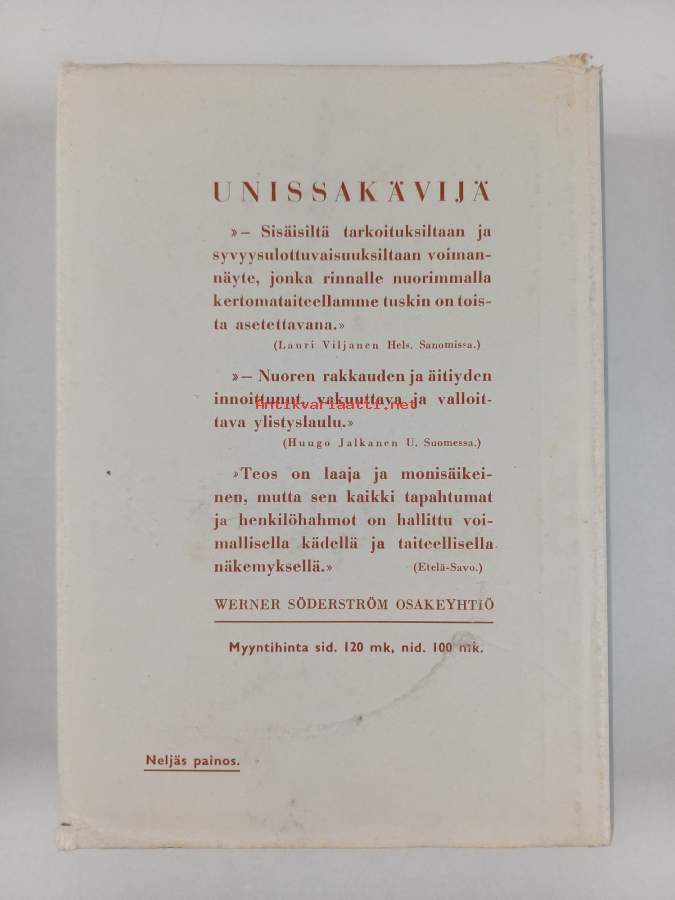 UNISSAKÄVIJÄ
»— Sisäisiltä tarkoituksiltaan ja
syvyysulottuvaisuuksiltaan voiman-
näyte, jonka rinnalle nuorimmalla
kertomataiteellamme tuskin on tois-
ta asetettavana.»
(Lauri Viljanen Hels. Sanomissa.)
»— Nuoren rakkauden ja äitiyden
innoittunut, vakuuttava ja valloit-
Antikvariaatti.net
tava ylistyslaulu.»
(Huugo Jalkanen U. Suomessa.)
»Teos on laaja ja monisäikei-
nen, mutta sen kaikki tapahtumat
ja henkilöhahmot on hallittu voi-
mallisella kädellä ja taiteellisella
näkemyksellä.» (Etelä-Savo.)
WERNER SÖDERSTRÖM OSAKEYHTIÖ
Myyntihinta sid. 120 mk, nid. 100 mk.
Neljäs painos.